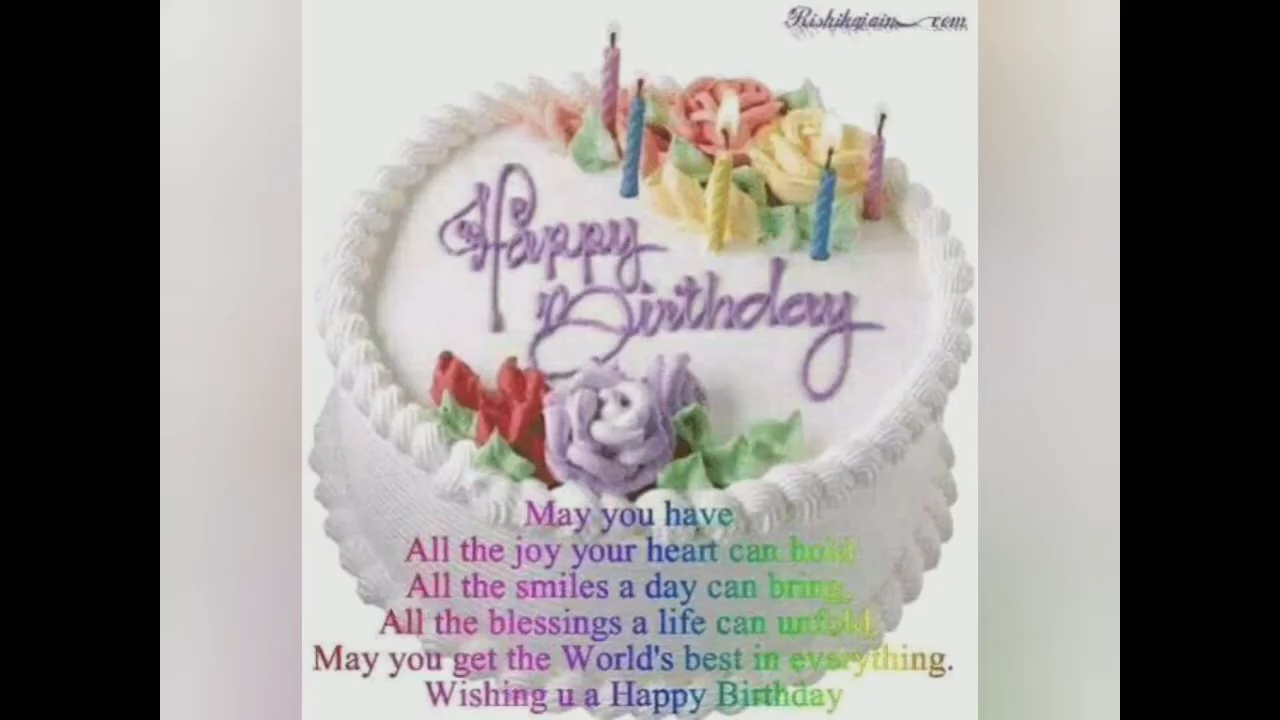 Rishikajain.com
Happy
Birthday
May you have
All the joy your heart can hold,
All the smiles a day can bring,
All the blessings a life can unfold,
May you get the World's best in everything.
Wishing u a Happy Birthday